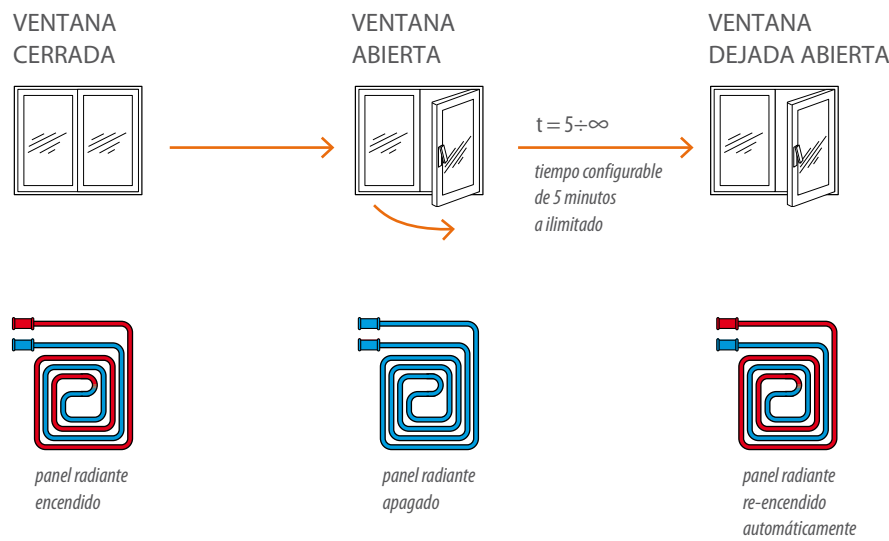 VENTANA
CERRADA
VENTANA
ABIERTA
VENTANA
DEJADA ABIERTA
t = 5÷∞
tiempo configurable
de 5 minutos
a ilimitado
panel radiante
encendido
panel radiante
apagado
panel radiante
re-encendido
automáticamente